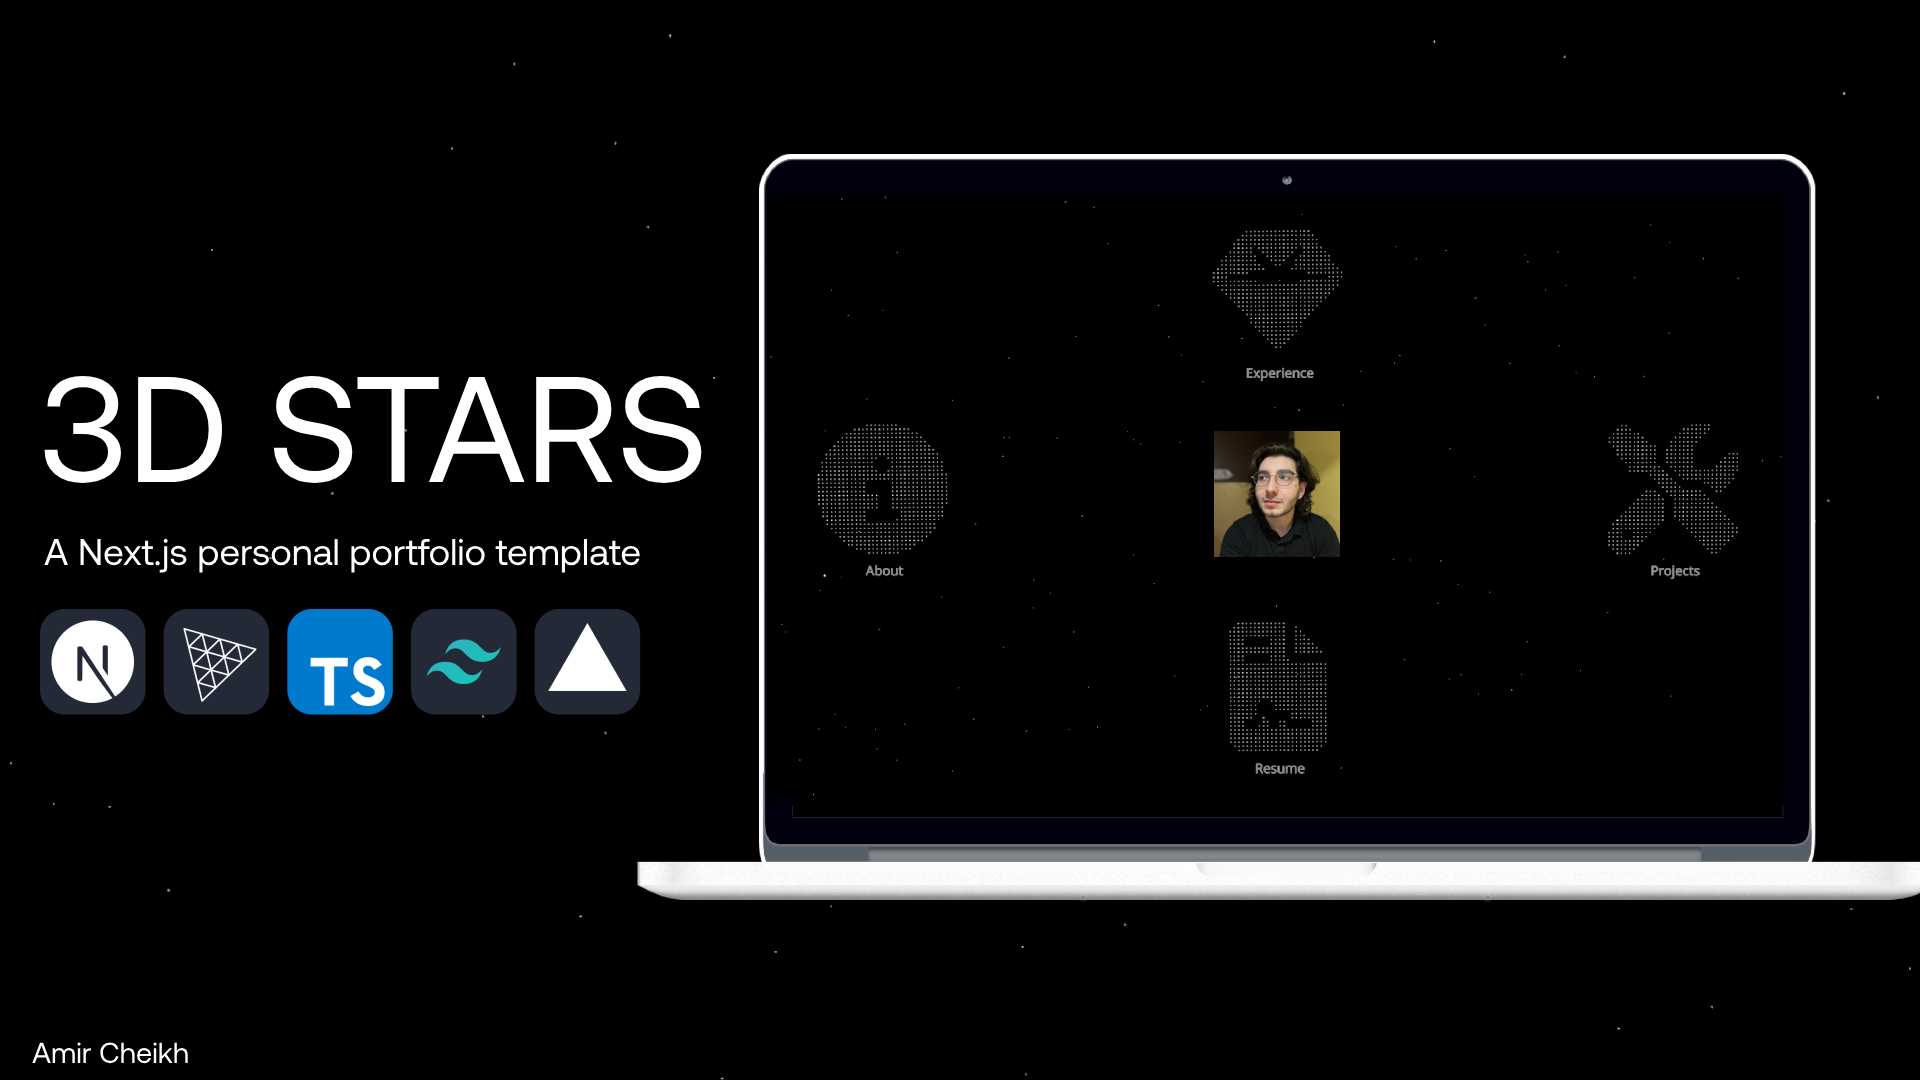 3D STARS
A Next.js personal portfolio template
N
TS
Experience
About
Projects
Resume
Amir Cheikh